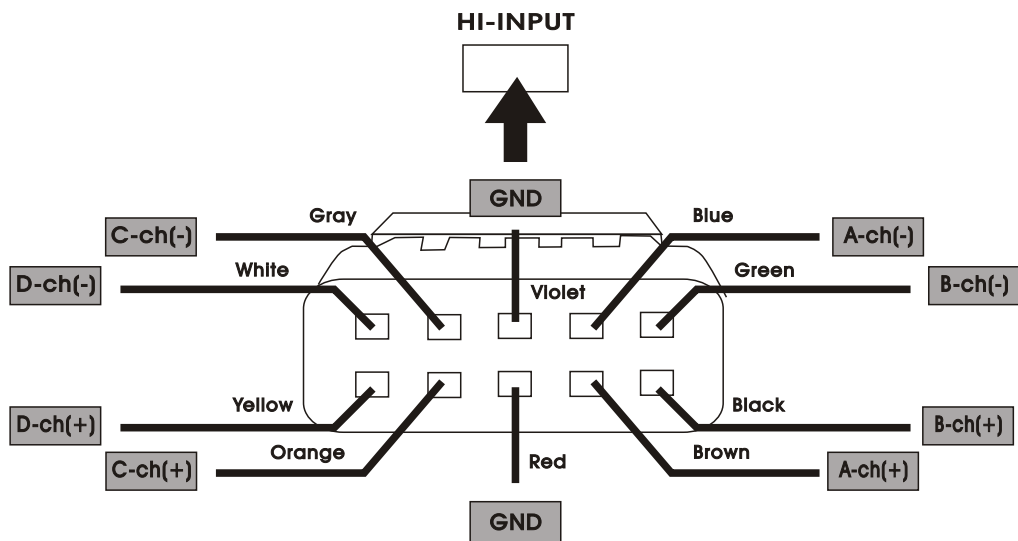 HI-INPUT
GND
Gray
Blue
C-ch(-)
A-ch(-)
White
Green
D-ch(-)
B-ch(-)
Violet
Yellow
Black
D-ch(+)
B-ch(+)
Orange
Red
Brown
C-ch(+)
A-ch(+)
GND